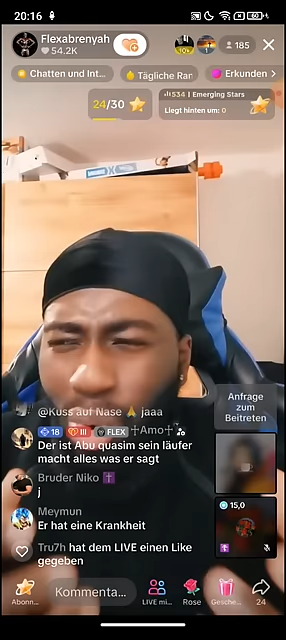 20:16
60
Flexabrenyah
54.2K
185
Chatten und Int...
Tägliche Ran
Erkunden >
24/30
534 | Emerging Stars
Liegt hinten um: 0
Anfrage
zum
Beitreten
@Kuss auf Nase 🙏 jaaa
18 III FLEX ✝Amo✝
Der ist Abu quasim sein läufer
macht alles was er sagt
Bruder Niko ✝️
j
15,0
Meymun
Er hat eine Krankheit
Tru7h hat dem LIVE einen Like
gegeben
Abonn...
Kommenta...
LIVE mi...
Rose
Gesche...
24